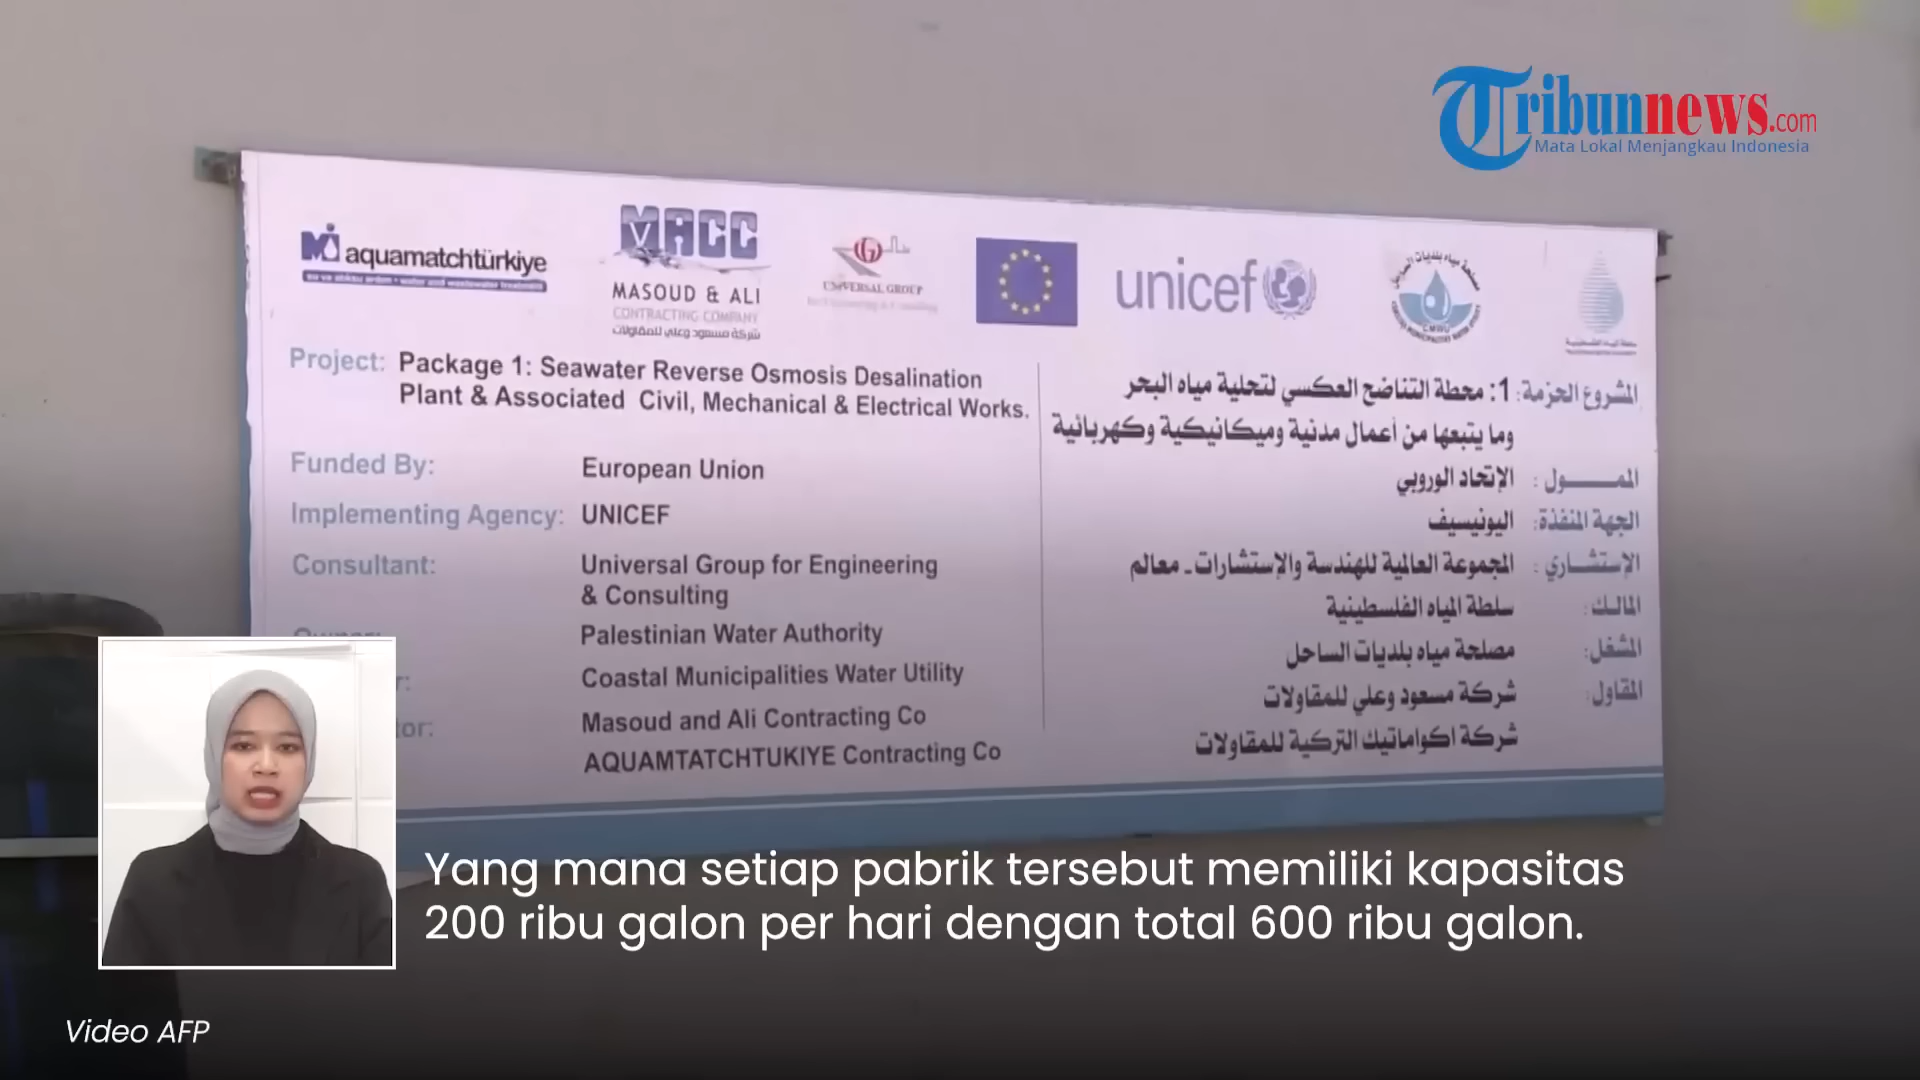 Tribunnews.com
Mata Lokal Menjangkau Indonesia
aquamatchtürkiye
MACC
MASOUD & ALI
CONTRACTING COMPANY
شركة مسعود وعلي للمقاولات
UNIVERSAL GROUP
unicef
CMWU
Project: Package 1: Seawater Reverse Osmosis Desalination
Plant & Associated Civil, Mechanical & Electrical Works.
Funded By: European Union
Implementing Agency: UNICEF
Consultant: Universal Group for Engineering
& Consulting
Palestinian Water Authority
Coastal Municipalities Water Utility
Masoud and Ali Contracting Co
AQUAMTATCHTUKIYE Contracting Co
المشروع الحزمة: 1: محطة التناضح العكسي لتحلية مياه البحر
وما يتبعها من أعمال مدنية وميكانيكية وكهربائية
الممــــول : الإتحاد الوروبي
الجهة المنفذة: اليونيسيف
الإستشــاري : المجموعة العالمية للهندسة والإستشارات - معالم
المالـك: سلطة المياه الفلسطينية
المشغل: مصلحة مياه بلديات الساحل
المقاول: شركة مسعود وعلي للمقاولات
شركة اكواماتيك التركية للمقاولات
Yang mana setiap pabrik tersebut memiliki kapasitas
200 ribu galon per hari dengan total 600 ribu galon.
Video AFP